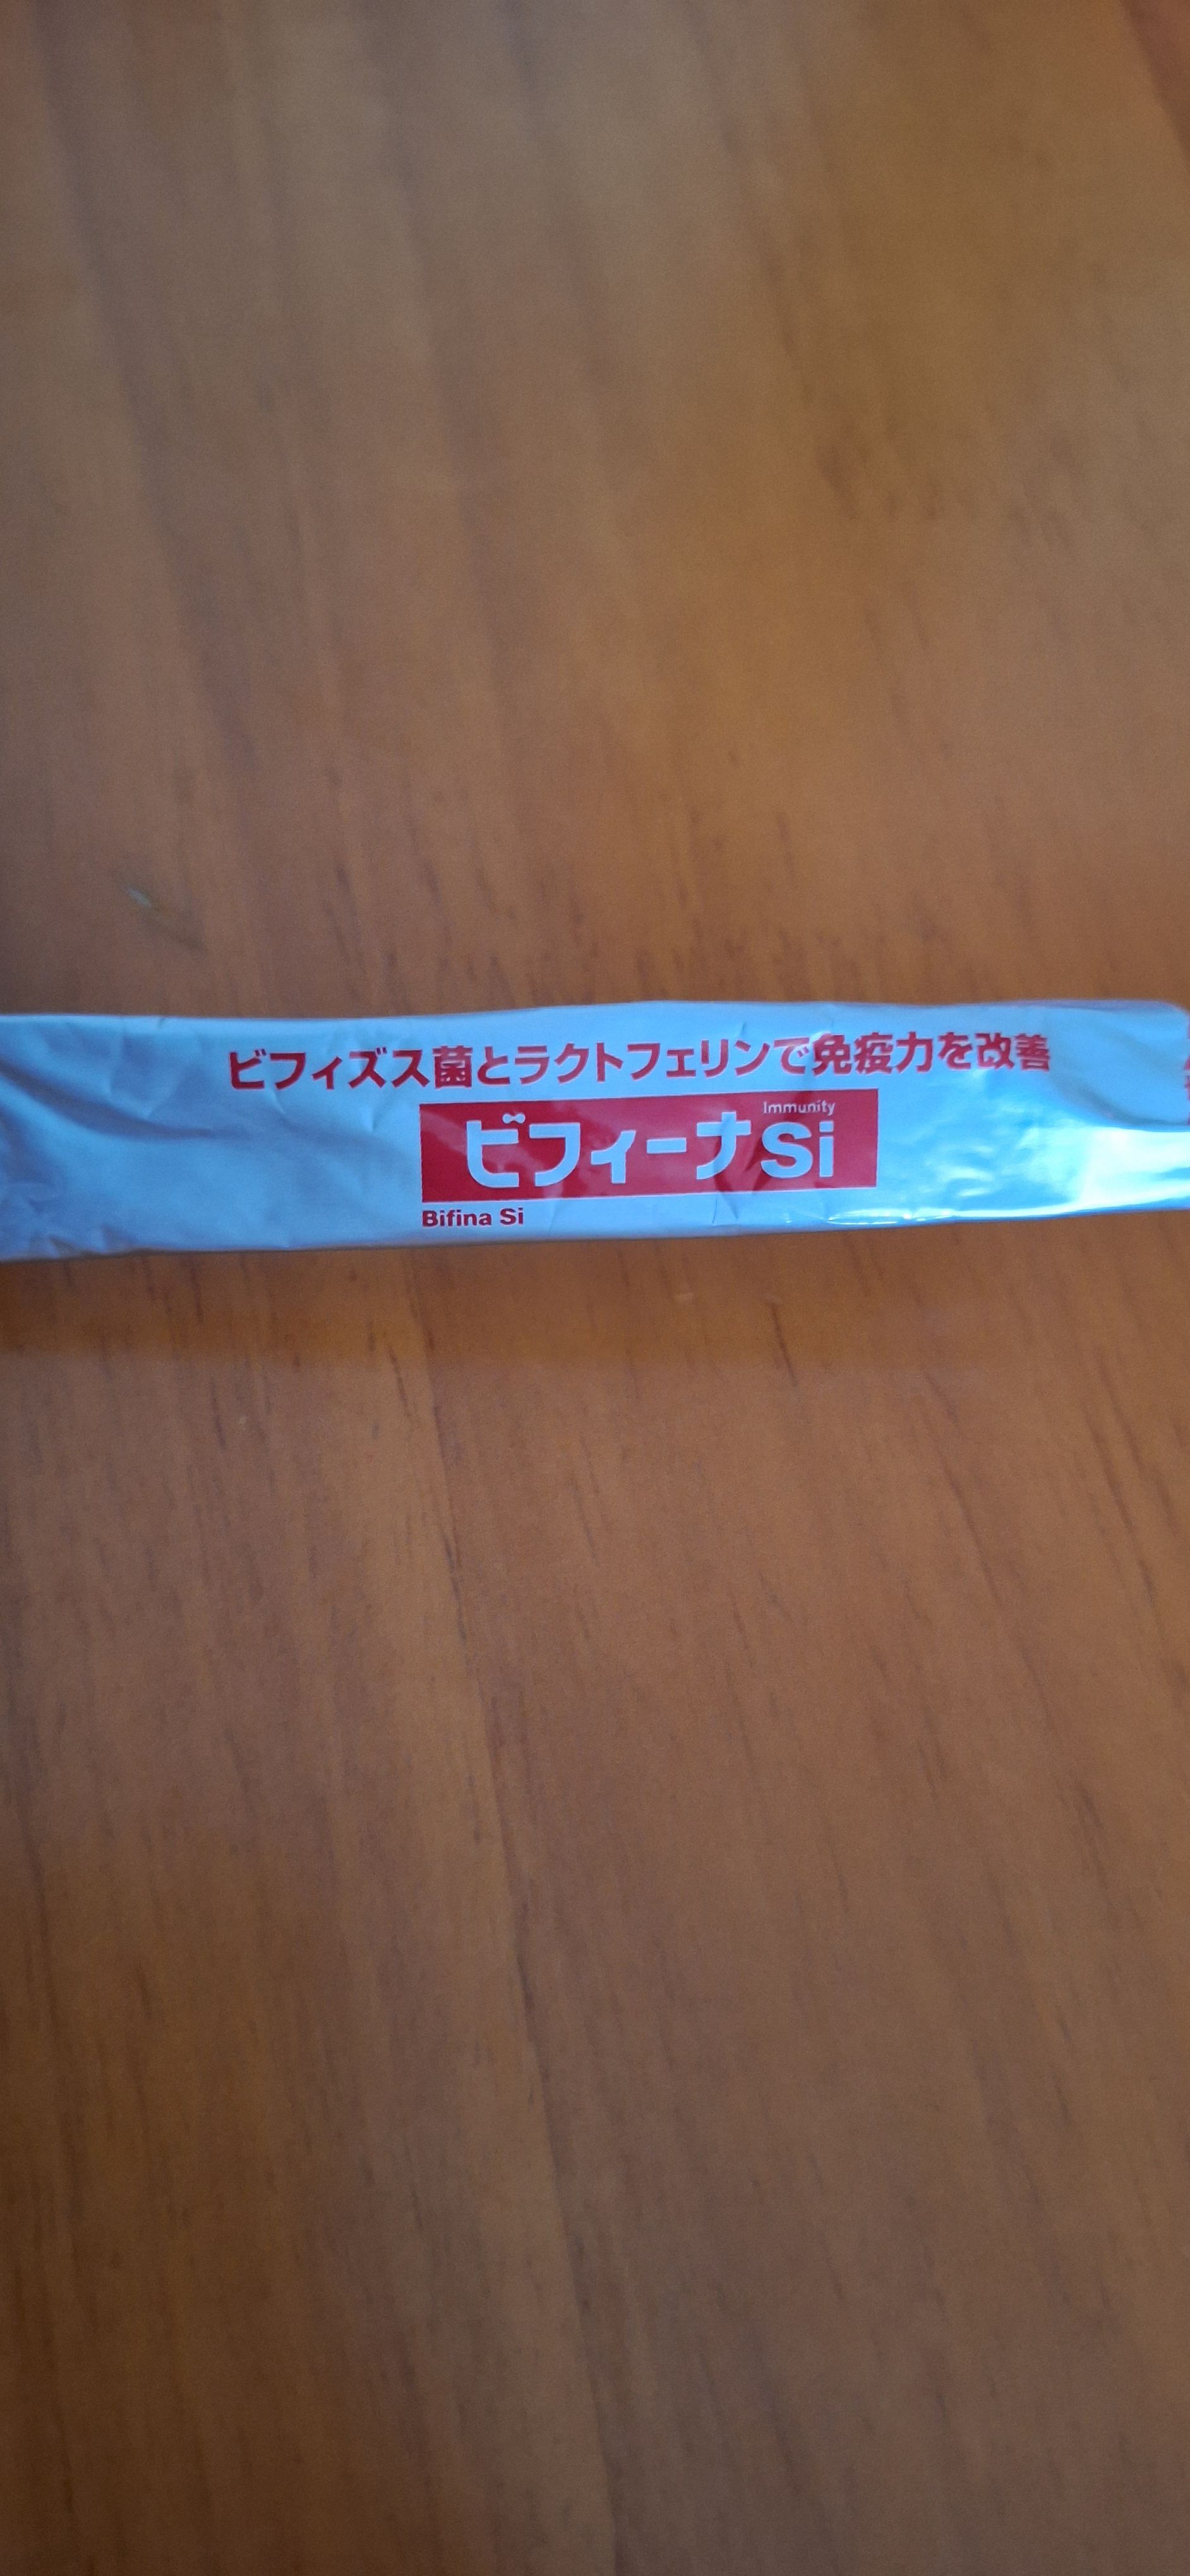 ビフィズス菌とラクトフェリンで免疫力を改善
Immunity
ビフィーナSi
Bifina Si